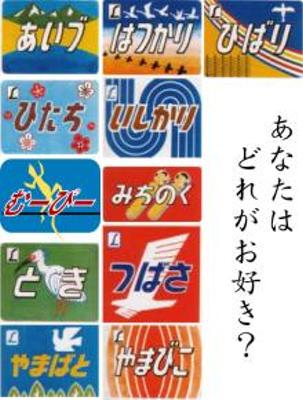 あいづ
はつかり
ひばり
ひたち
いしかり
むーびー
みちのく
とき
つばさ
やまばと
やまびこ
あなたは
どれがお好き？